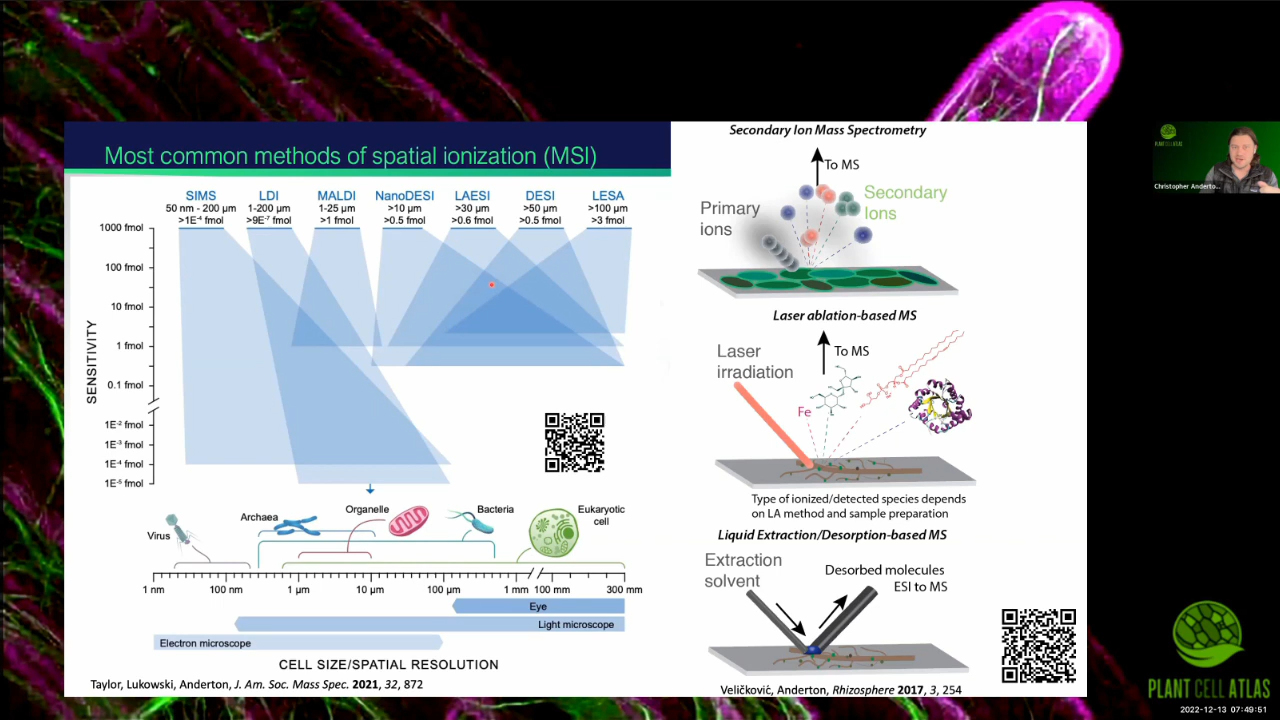 Most common methods of spatial ionization (MSI)
SIMS
50 nm - 200 µm
>1E⁻⁴ fmol
LDI
1-200 µm
>9E⁻⁷ fmol
MALDI
1-25 µm
>1 fmol
NanoDESI
>10 µm
>0.5 fmol
LAESI
>30 µm
>0.6 fmol
DESI
>50 µm
>0.5 fmol
LESA
>100 µm
>3 fmol
SENSITIVITY
1000 fmol
100 fmol
10 fmol
1 fmol
0.1 fmol
1E⁻² fmol
1E⁻³ fmol
1E⁻⁴ fmol
1E⁻⁵ fmol
Virus
Archaea
Organelle
Bacteria
Eukaryotic
cell
1 nm
100 nm
1 µm
10 µm
100 µm
1 mm
100 mm
300 mm
Eye
Light microscope
Electron microscope
CELL SIZE/SPATIAL RESOLUTION
Taylor, Lukowski, Anderton, J. Am. Soc. Mass Spec. 2021, 32, 872
Secondary Ion Mass Spectrometry
To MS
Primary
ions
Secondary
Ions
Laser ablation-based MS
To MS
Laser
irradiation
Fe
Type of ionized/detected species depends
on LA method and sample preparation
Liquid Extraction/Desorption-based MS
Extraction
solvent
Desorbed molecules
ESI to MS
Veličković, Anderton, Rhizosphere 2017, 3, 254
PLANT CELL ATLAS
Christopher Anderto...
PLANT CELL ATLAS
2022-12-13 07:49:51